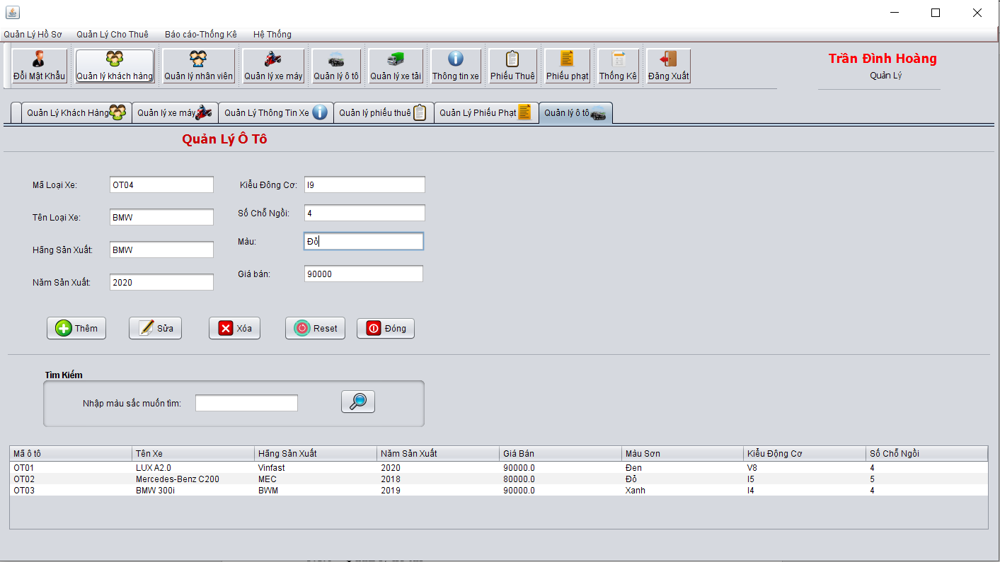 Quản Lý Hồ Sơ Quản Lý Cho Thuê Báo cáo-Thống Kê Hệ Thống
Đổi Mật Khẩu Quản lý khách hàng Quản lý nhân viên Quản lý xe máy Quản lý ô tô Quản lý xe tải Thông tin xe Phiếu Thuê Phiếu phạt Thống Kê Đăng Xuất
Trần Đình Hoàng
Quản Lý
Quản Lý Khách Hàng Quản lý xe máy Quản Lý Thông Tin Xe Quản lý phiếu thuê Quản Lý Phiếu Phạt Quản lý ô tô
Quản Lý Ô Tô
Mã Loại Xe: OT04 Kiểu Đông Cơ: I9
Tên Loại Xe: BMW Số Chỗ Ngồi: 4
Hãng Sản Xuất: BMW Màu: Đỏ
Năm Sản Xuất: 2020 Giá bán: 90000
Thêm Sửa Xóa Reset Đóng
Tìm Kiếm
Nhập màu sắc muốn tìm:
Mã ô tô Tên Xe Hãng Sản Xuất Năm Sản Xuất Giá Bán Màu Sơn Kiểu Động Cơ Số Chỗ Ngồi
OT01 LUX A2.0 Vinfast 2020 90000.0 Đen V8 4
OT02 Mercedes-Benz C200 MEC 2018 80000.0 Đỏ I5 5
OT03 BMW 300i BWM 2019 90000.0 Xanh I4 4